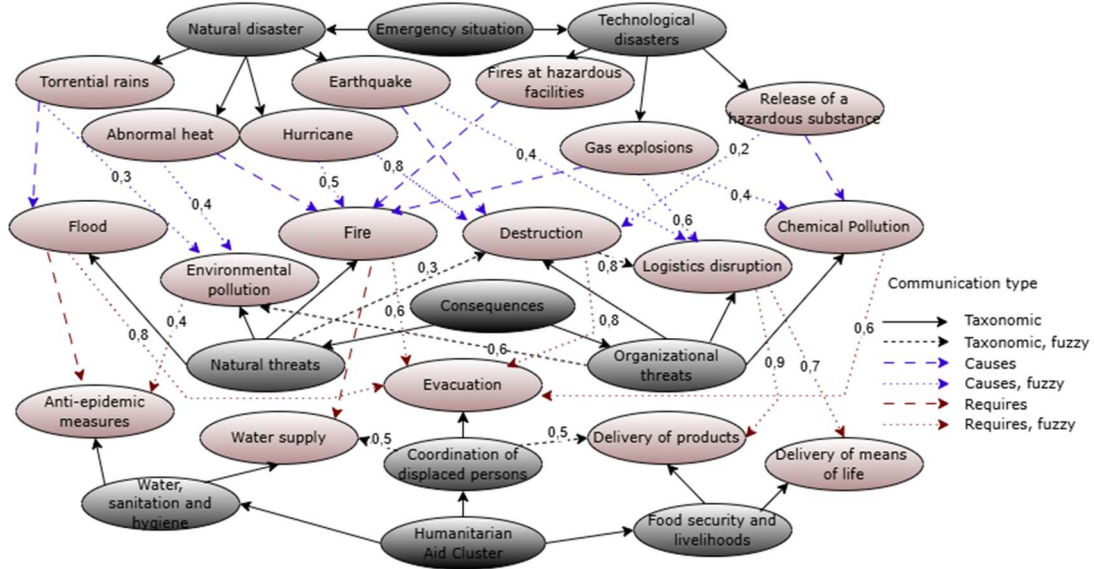 Natural disaster
Emergency situation
Technological
disasters
Torrential rains
Earthquake
Fires at hazardous
facilities
Release of a
hazardous substance
Abnormal heat
Hurricane
Gas explosions
0,3
0,4
0,5
0,8
0,4
0,2
0,4
0,6
Flood
Fire
Destruction
Chemical Pollution
Environmental
pollution
0,3
0,8
Logistics disruption
Communication type
Consequences
Taxonomic
Taxonomic, fuzzy
Causes
Causes, fuzzy
Requires
Requires, fuzzy
0,8
0,4
0,6
0,8
0,6
0,6
0,9
0,7
Natural threats
Organizational
threats
Evacuation
Anti-epidemic
measures
Water supply
0,5
0,5
Delivery of products
Coordination of
displaced persons
Delivery of means
of life
Water,
sanitation and
hygiene
Humanitarian
Aid Cluster
Food security and
livelihoods